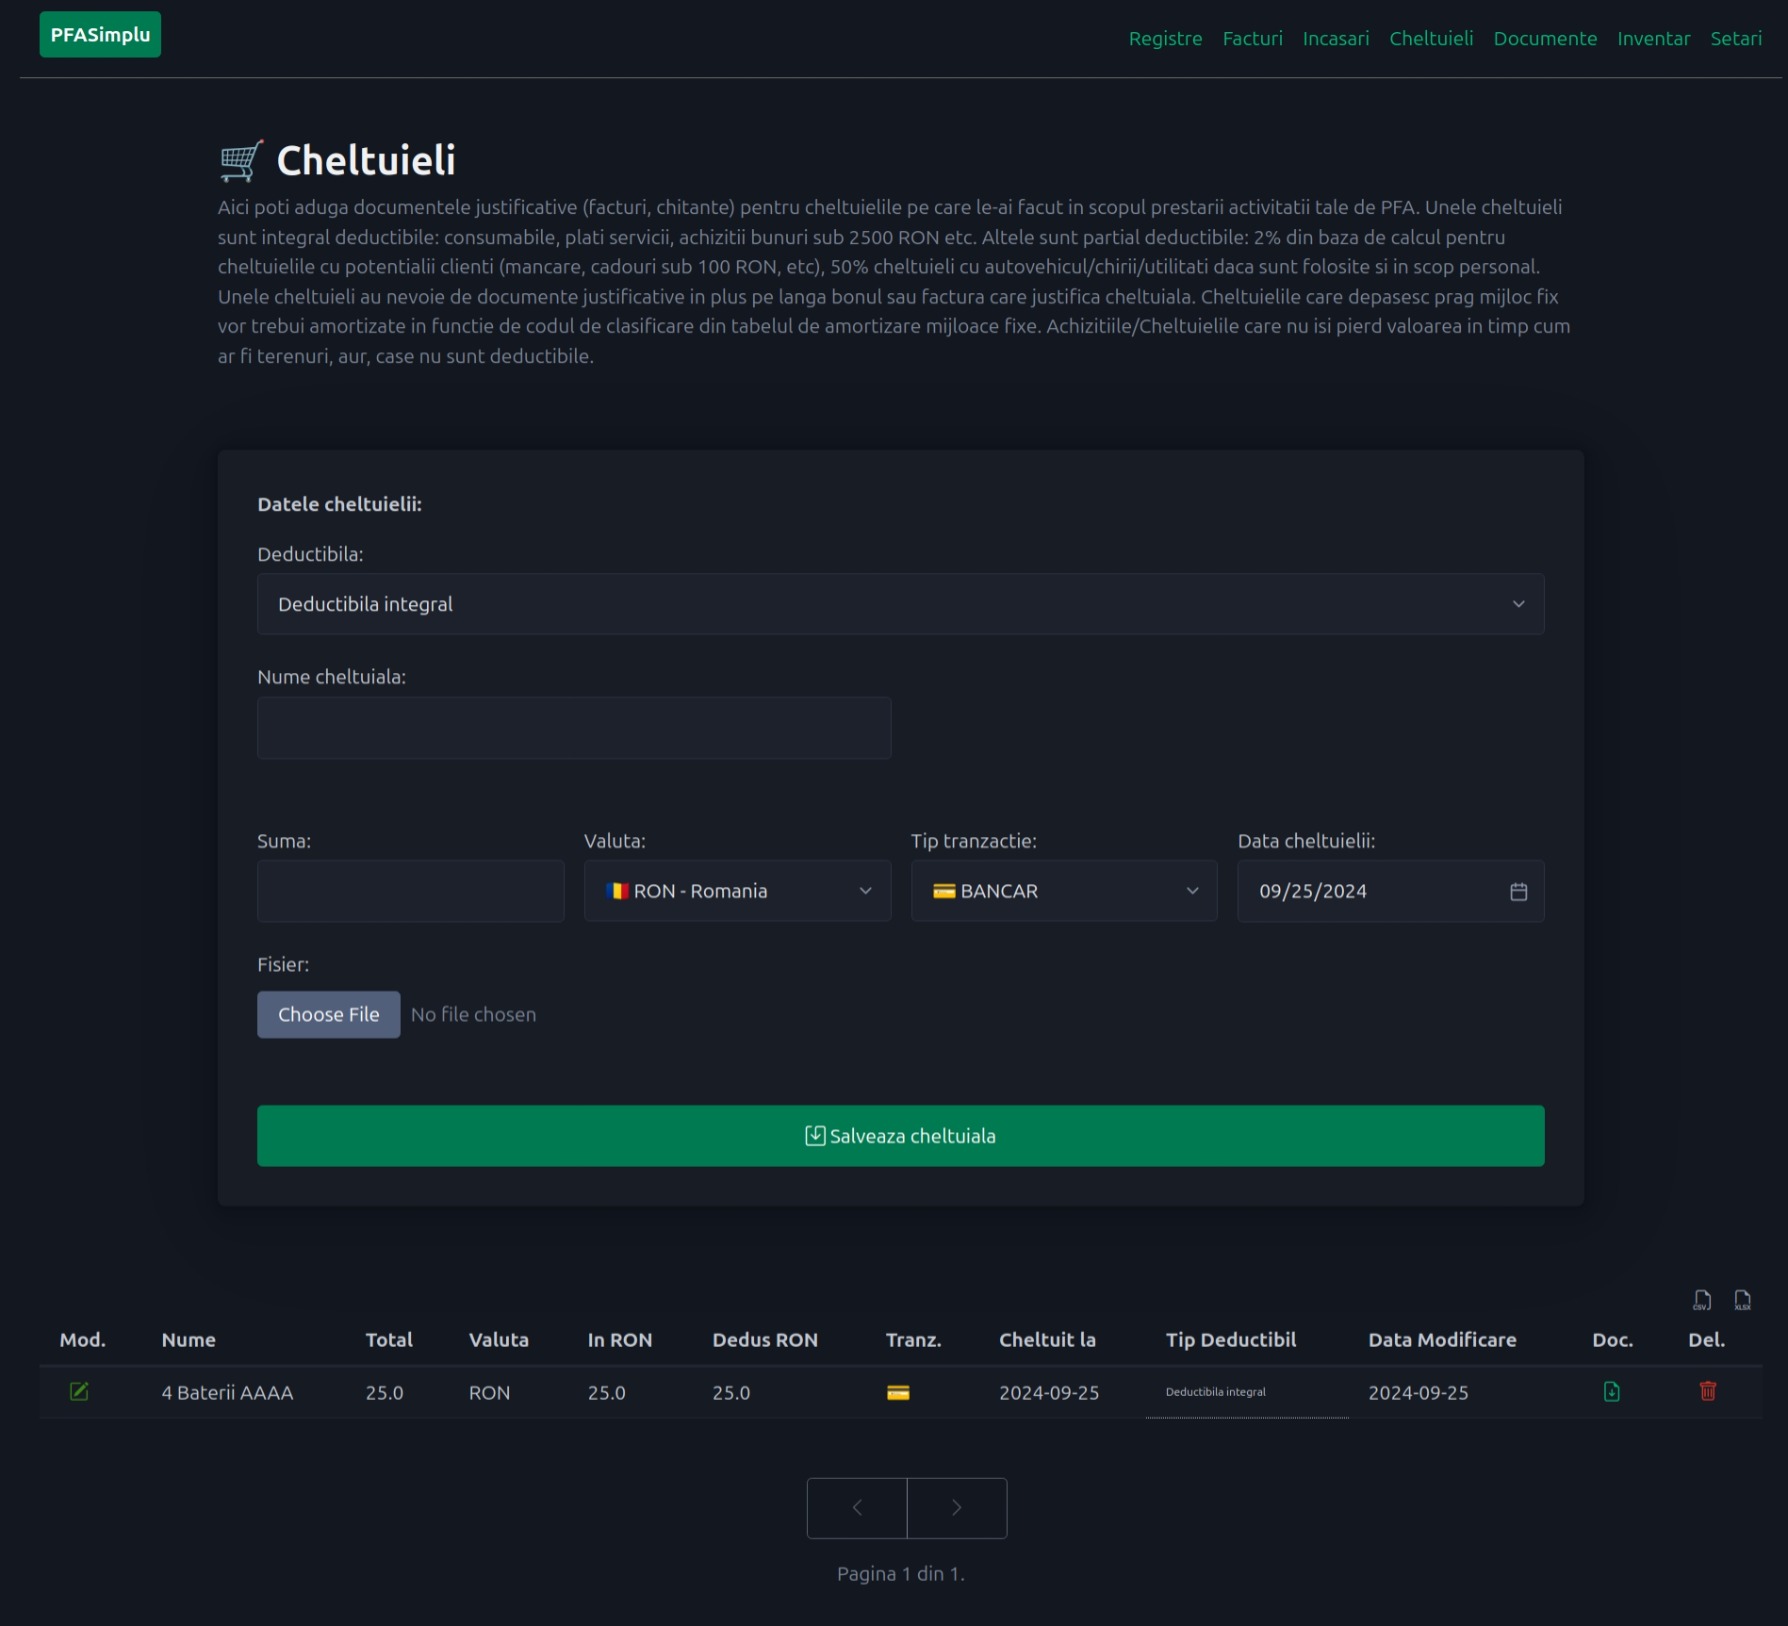 PFASimplu
Registre Facturi Incasari Cheltuieli Documente Inventar Setari
Cheltuieli
Aici poti aduga documentele justificative (facturi, chitante) pentru cheltuielile pe care le-ai facut in scopul prestarii activitatii tale de PFA. Unele cheltuieli
sunt integral deductibile: consumabile, plati servicii, achizitii bunuri sub 2500 RON etc. Altele sunt partial deductibile: 2% din baza de calcul pentru
cheltuielile cu potentialii clienti (mancare, cadouri sub 100 RON, etc), 50% cheltuieli cu autovehicul/chirii/utilitati daca sunt folosite si in scop personal.
Unele cheltuieli au nevoie de documente justificative in plus pe langa bonul sau factura care justifica cheltuiala. Cheltuielile care depasesc prag mijloc fix
vor trebui amortizate in functie de codul de clasificare din tabelul de amortizare mijloace fixe. Achizitiile/Cheltuielile care nu isi pierd valoarea in timp cum
ar fi terenuri, aur, case nu sunt deductibile.
Datele cheltuielii:
Deductibila:
Deductibila integral
Nume cheltuiala:
Suma: Valuta: Tip tranzactie: Data cheltuielii:
RON - Romania BANCAR 09/25/2024
Fisier:
Choose File No file chosen
Salveaza cheltuiala
CSV XLSX
Mod. Nume Total Valuta In RON Dedus RON Tranz. Cheltuit la Tip Deductibil Data Modificare Doc. Del.
4 Baterii AAAA 25.0 RON 25.0 25.0 2024-09-25 Deductibila integral 2024-09-25
Pagina 1 din 1.